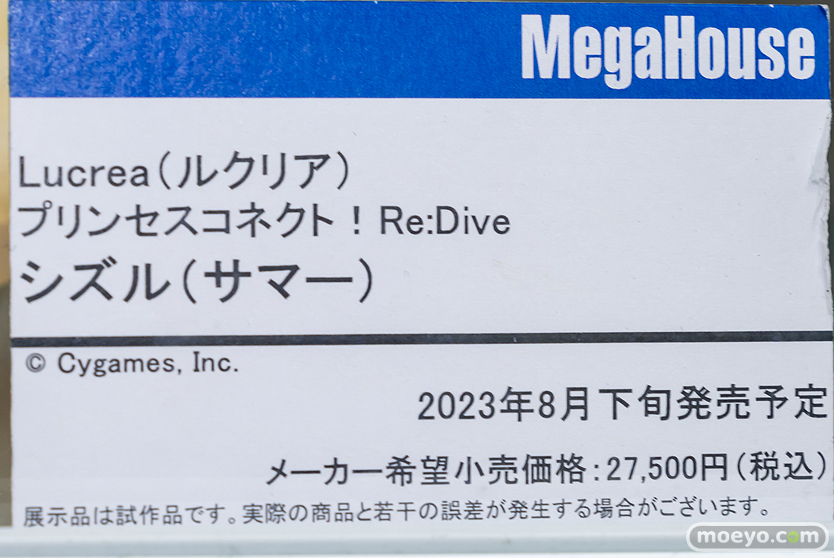 MegaHouse
Lucrea（ルクリア）
プリンセスコネクト！Re:Dive
シズル（サマー）
© Cygames, Inc.
2023年8月下旬発売予定
メーカー希望小売価格：27,500円（税込）
展示品は試作品です。実際の商品と若干の誤差が発生する場合がございます。
moeyo.com